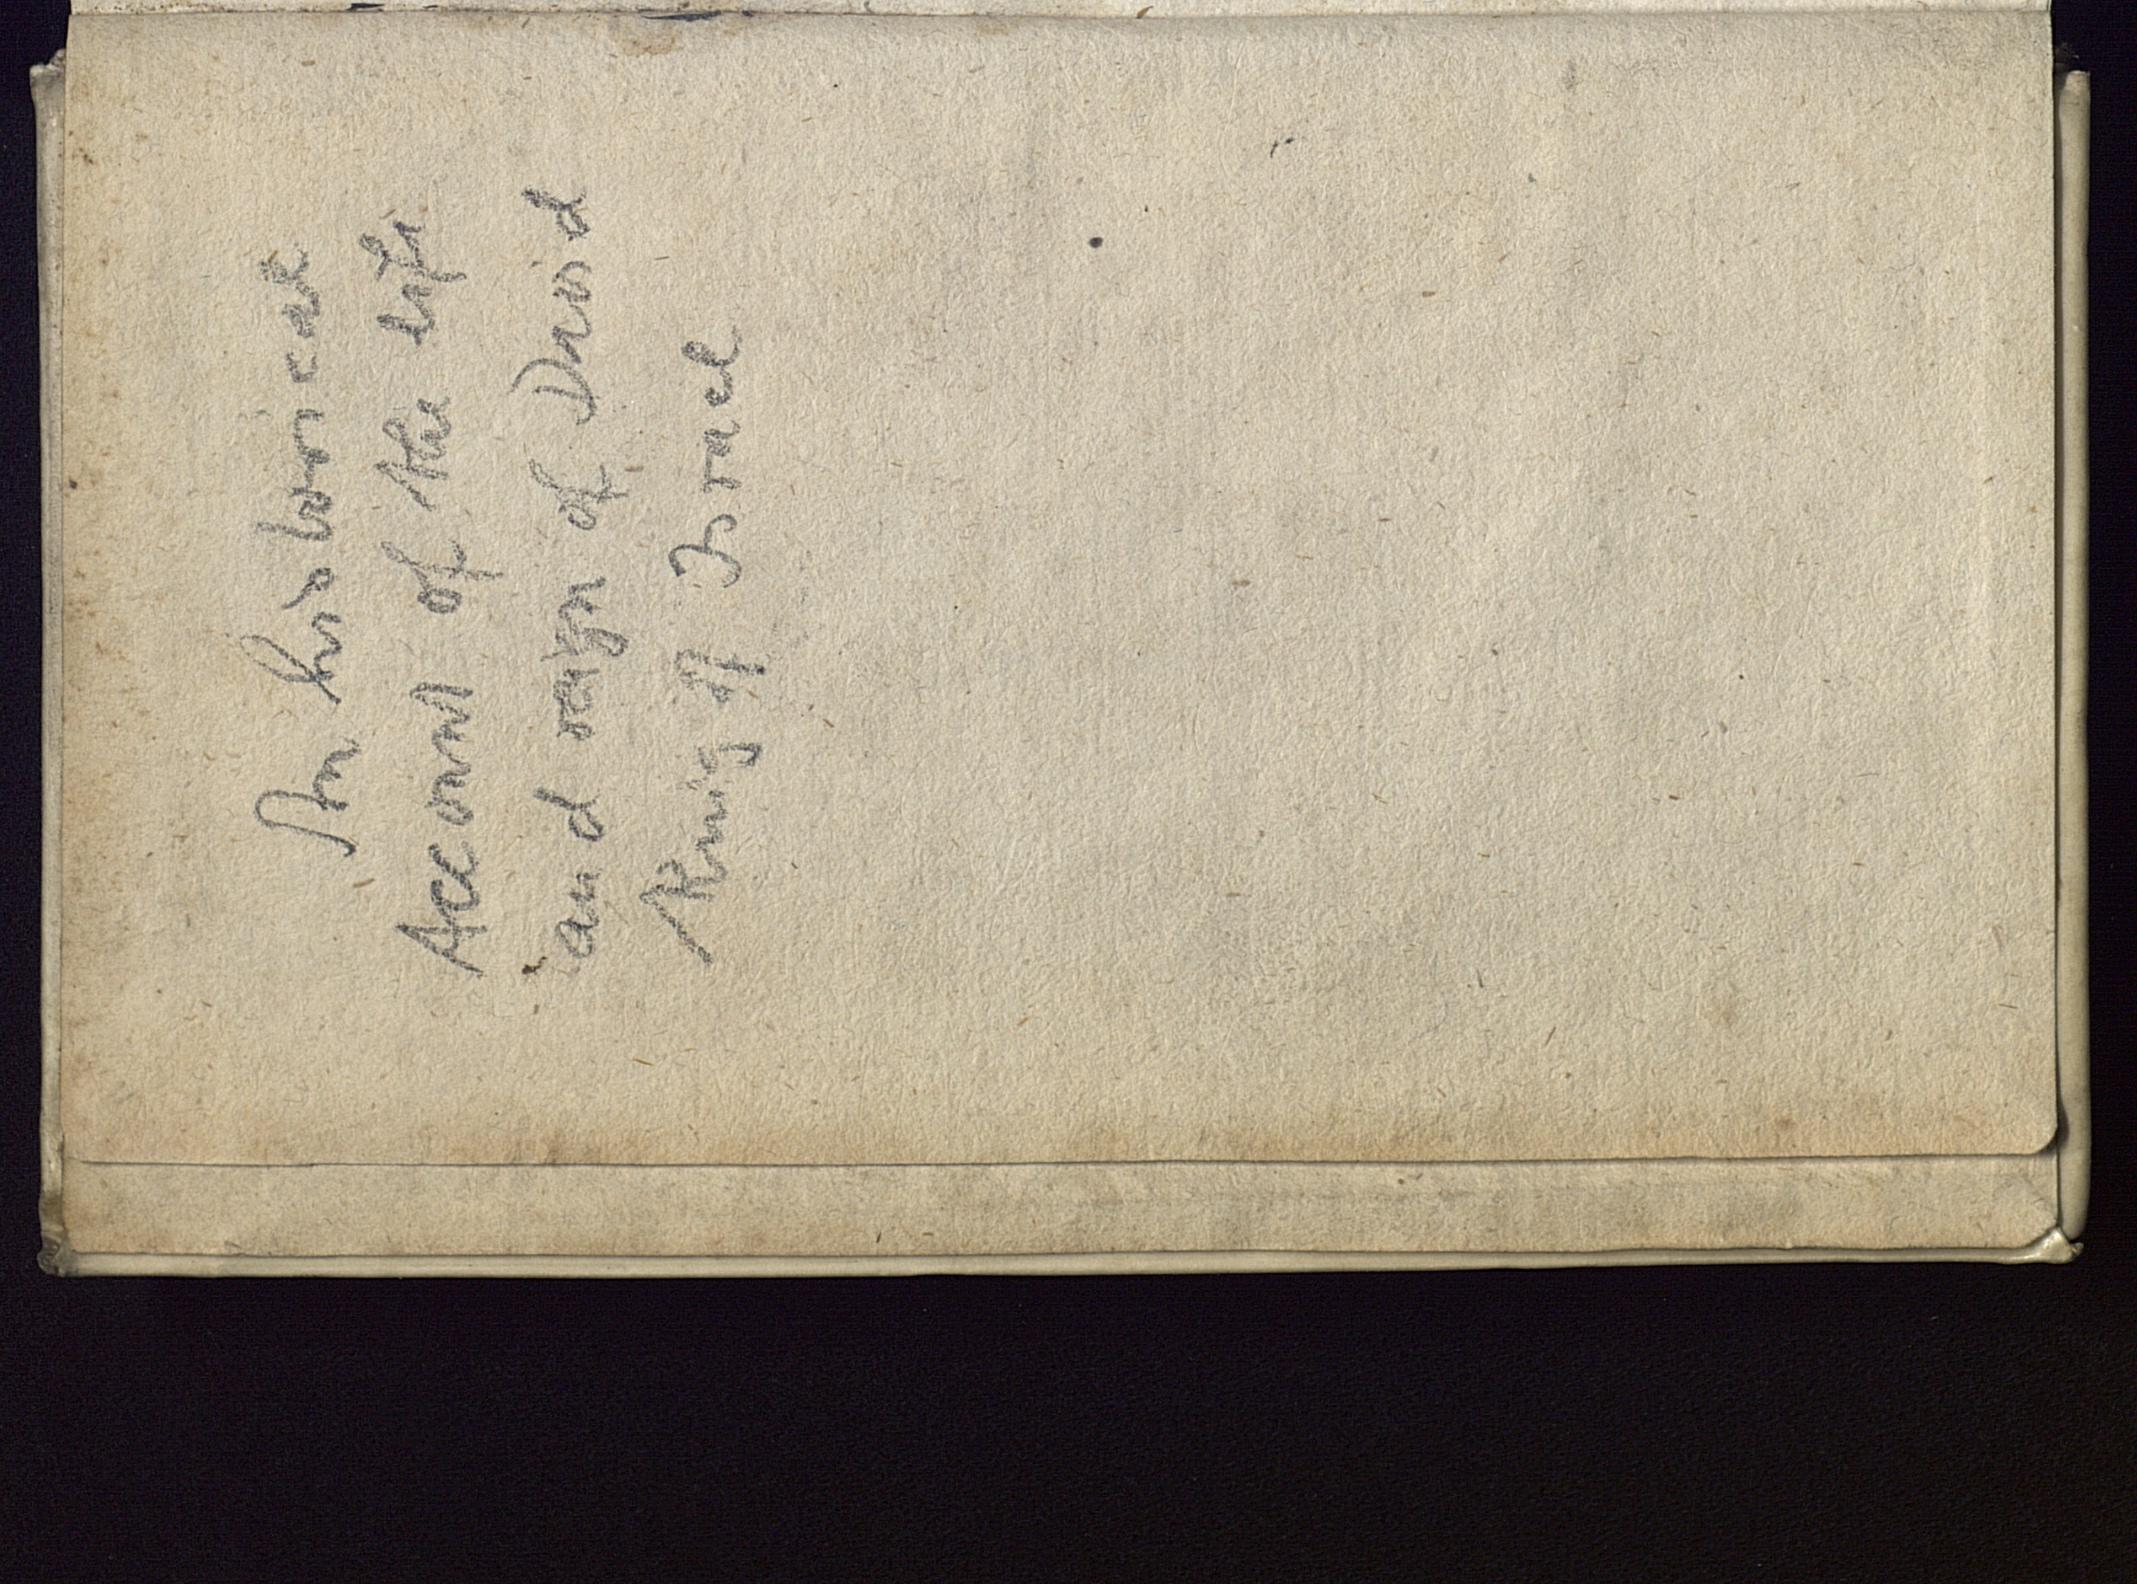 An historical
Account of the life
and reign of David
King of Israel